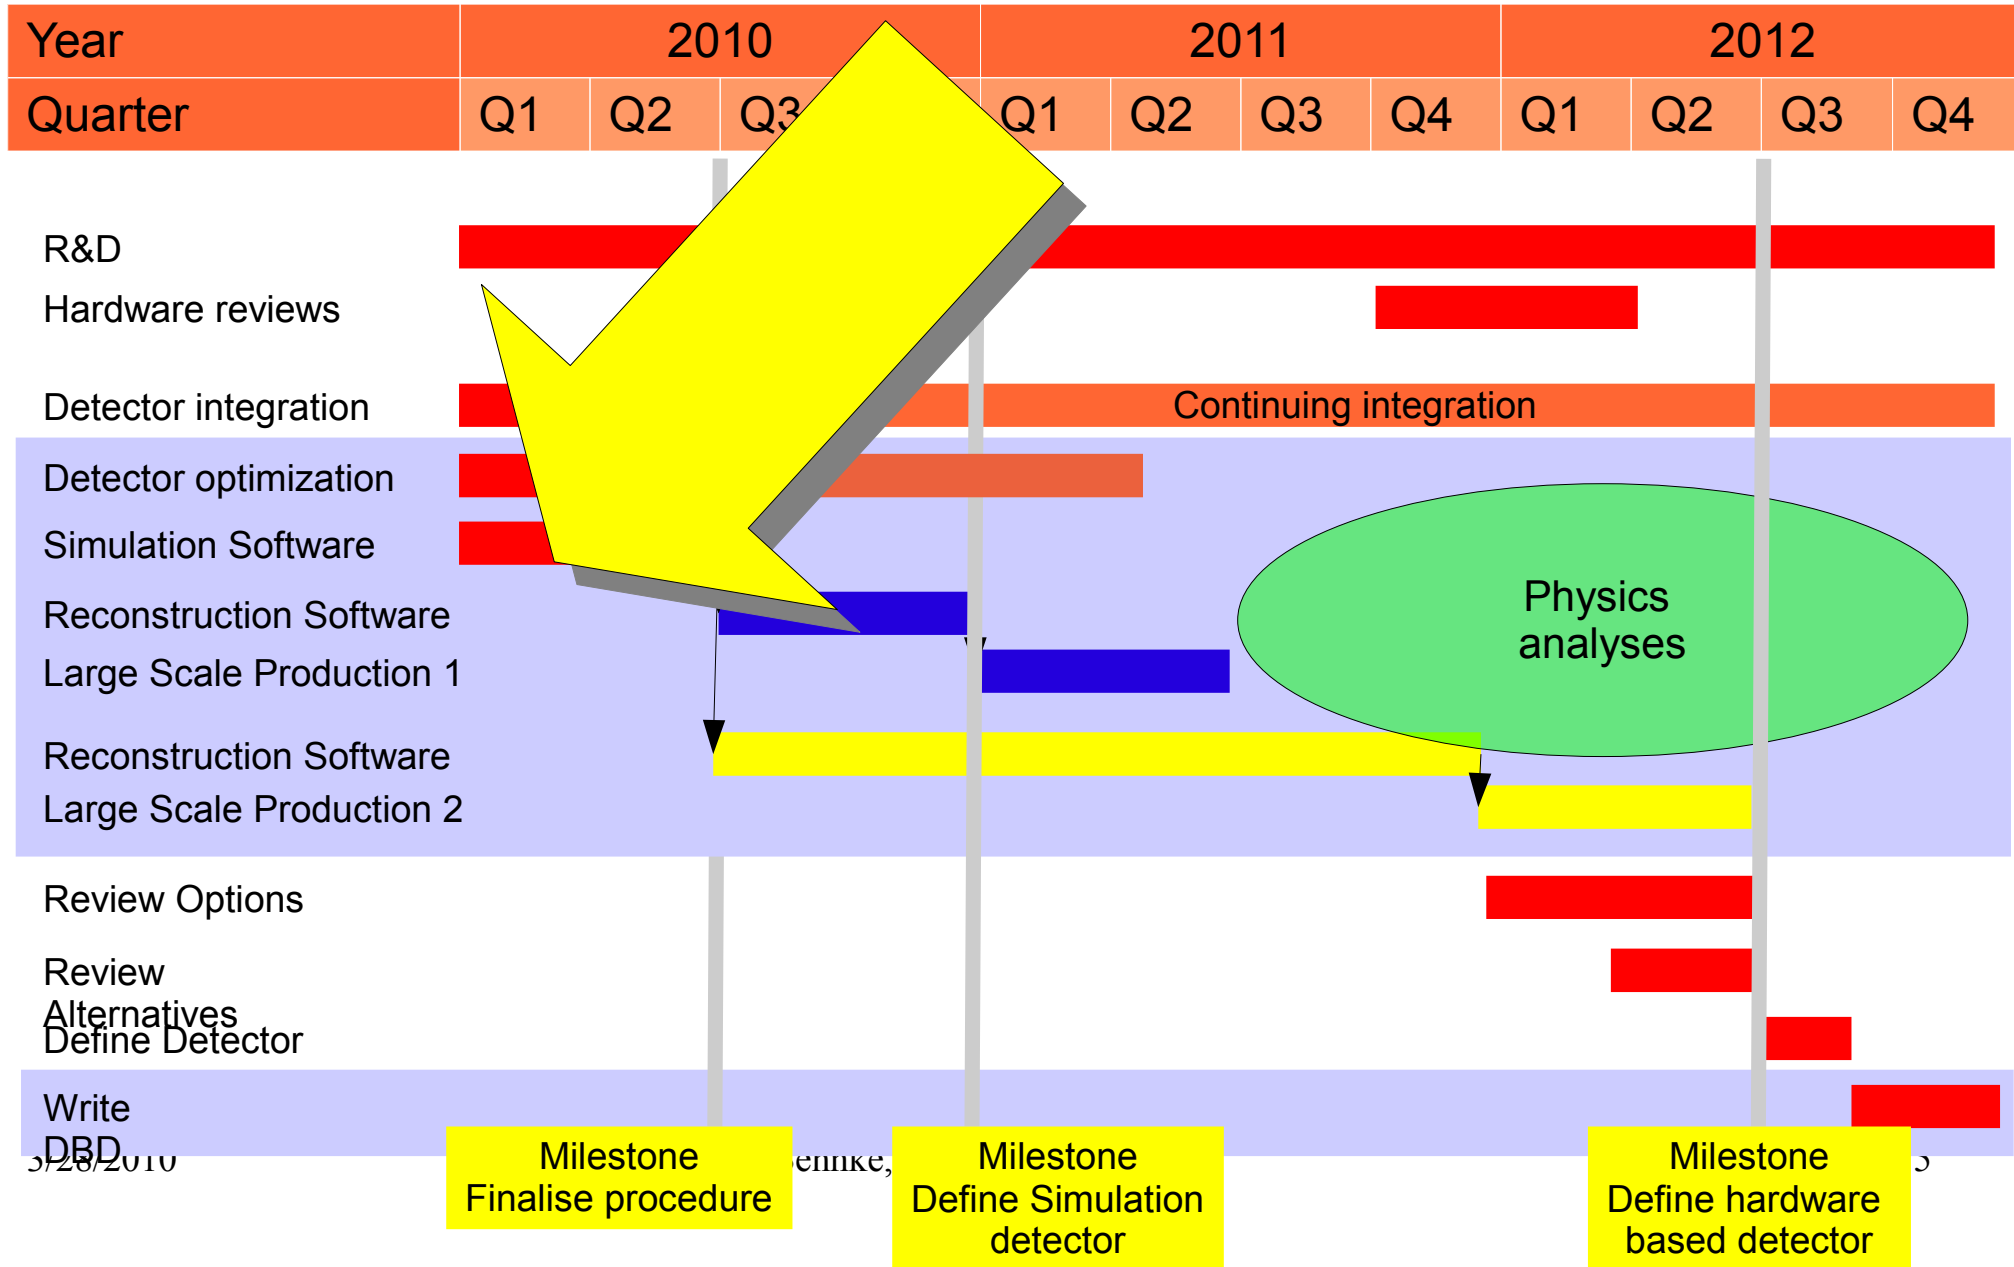 Year 2010 2011 2012
Quarter Q1 Q2 Q3 Q1 Q2 Q3 Q4 Q1 Q2 Q3 Q4
R&D
Hardware reviews
Detector integration Continuing integration
Detector optimization
Simulation Software
Reconstruction Software
Large Scale Production 1
Physics
analyses
Reconstruction Software
Large Scale Production 2
Review Options
Review
Alternatives
Define Detector
Write
DBD
Milestone
Finalise procedure
Milestone
Define Simulation
detector
Milestone
Define hardware
based detector